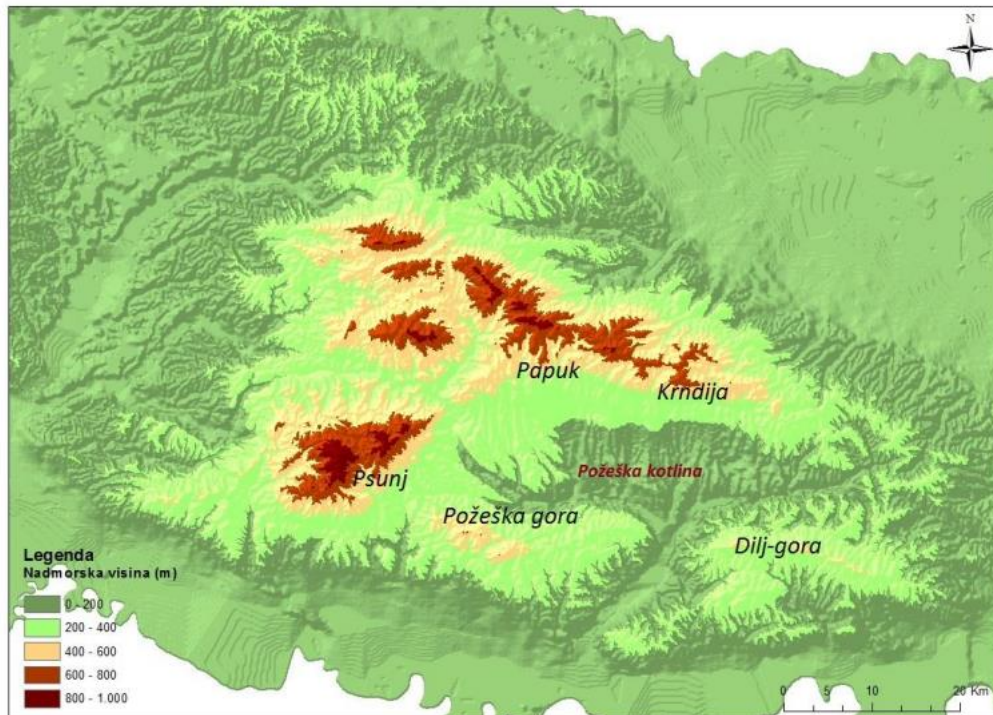 N
Papuk
Krndija
Psunj
Požeška kotlina
Požeška gora
Dilj-gora
Legenda
Nadmorska visina (m)
0 - 200
200 - 400
400 - 600
600 - 800
800 - 1.000
0 5 10 20 Km